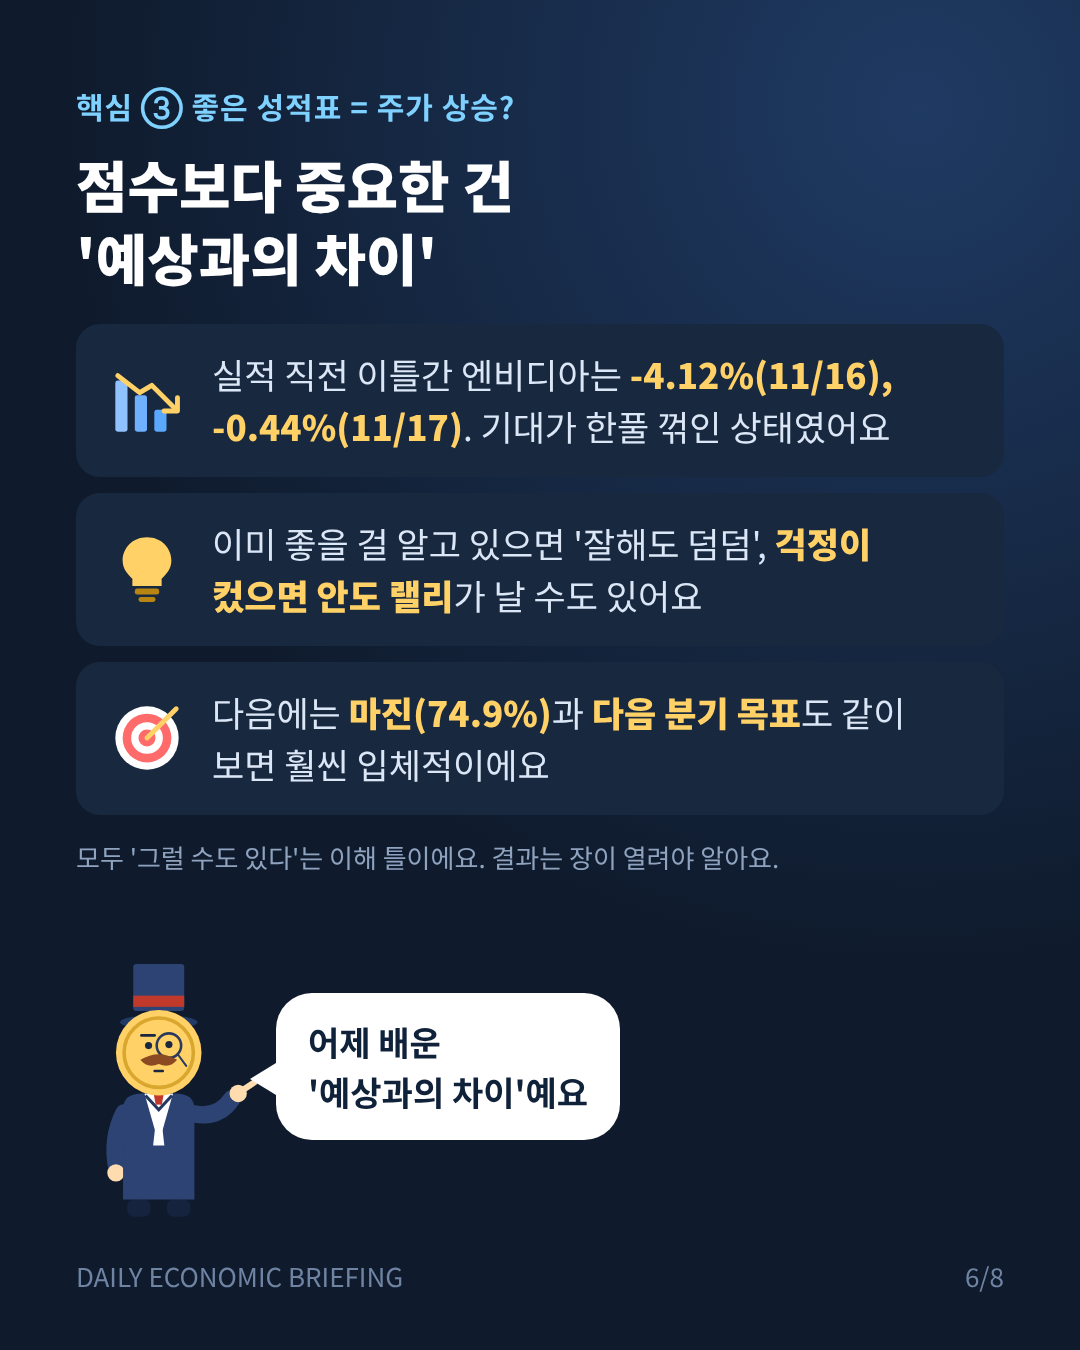 핵심 ③ 좋은 성적표 = 주가 상승?
점수보다 중요한 건
'예상과의 차이'
실적 직전 이틀간 엔비디아는 -4.12%(11/16),
-0.44%(11/17). 기대가 한풀 꺾인 상태였어요
이미 좋을 걸 알고 있으면 '잘해도 덤덤', 걱정이
컸으면 안도 랠리가 날 수도 있어요
다음에는 마진(74.9%)과 다음 분기 목표도 같이
보면 훨씬 입체적이에요
모두 '그럴 수도 있다'는 이해 틀이에요. 결과는 장이 열려야 알아요.
어제 배운
'예상과의 차이'예요
DAILY ECONOMIC BRIEFING
6/8